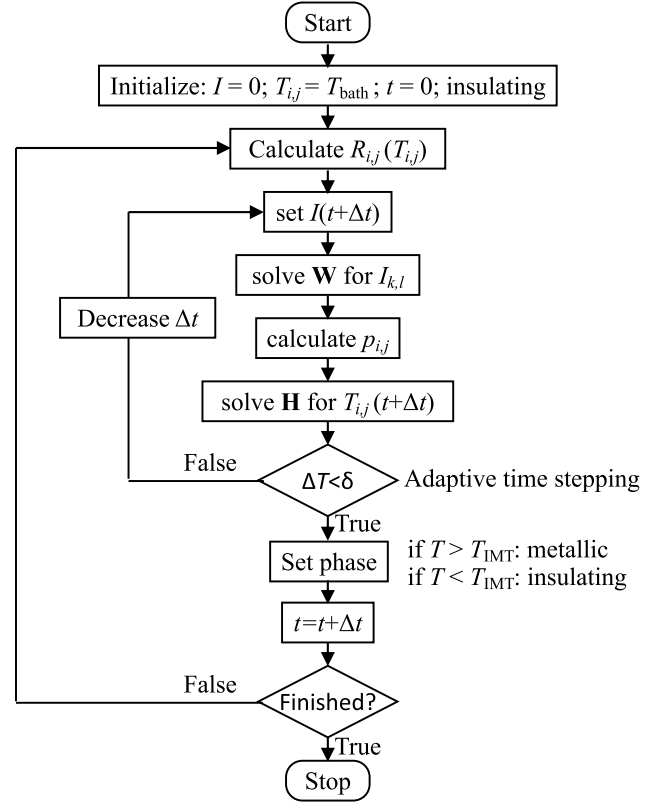 Start
Initialize: I = 0; Ti,j = Tbath ; t = 0; insulating
Calculate Ri,j (Ti,j)
set I(t+Δt)
solve W for Ik,l
Decrease Δt
calculate pi,j
solve H for Ti,j (t+Δt)
False
ΔT<δ
Adaptive time stepping
True
Set phase
if T > TIMT: metallic
if T < TIMT: insulating
t=t+Δt
False
Finished?
True
Stop